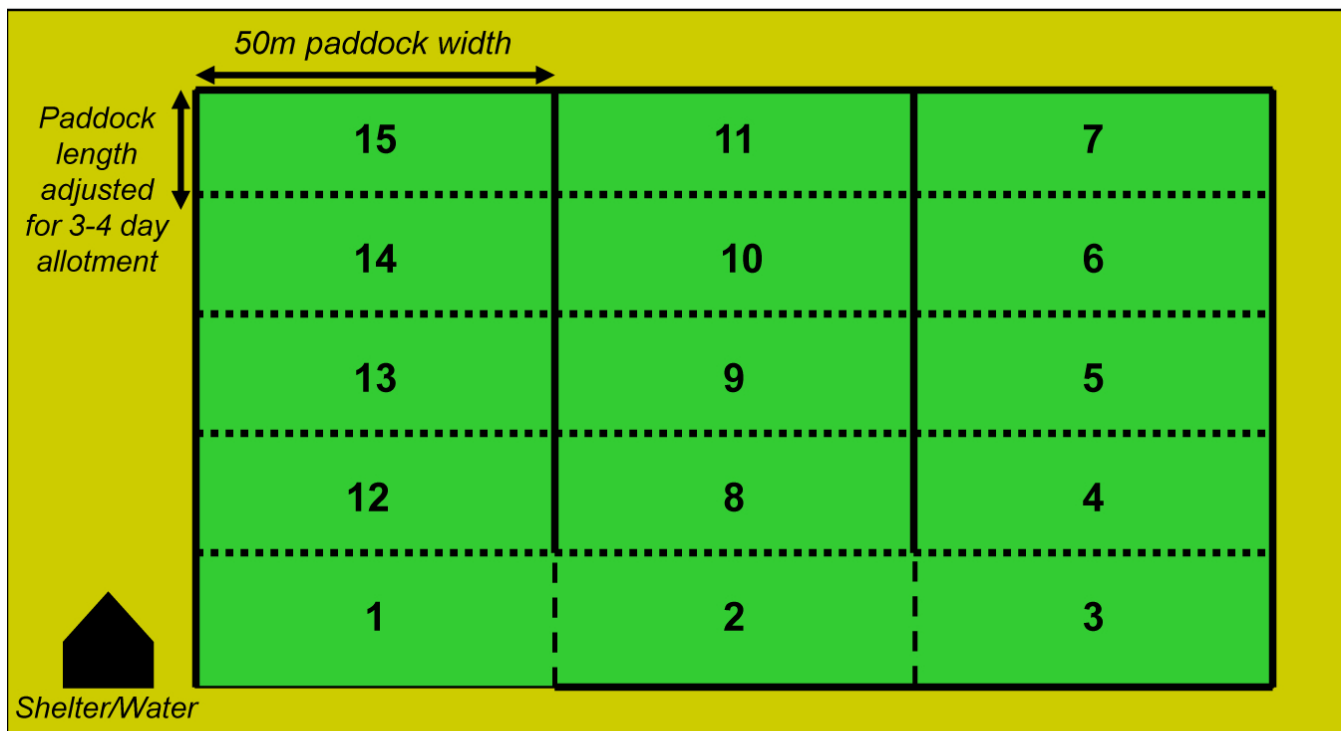 50m paddock width
Paddock
length
adjusted
for 3-4 day
allotment
15
11
7
14
10
6
13
9
5
12
8
4
1
2
3
Shelter/Water